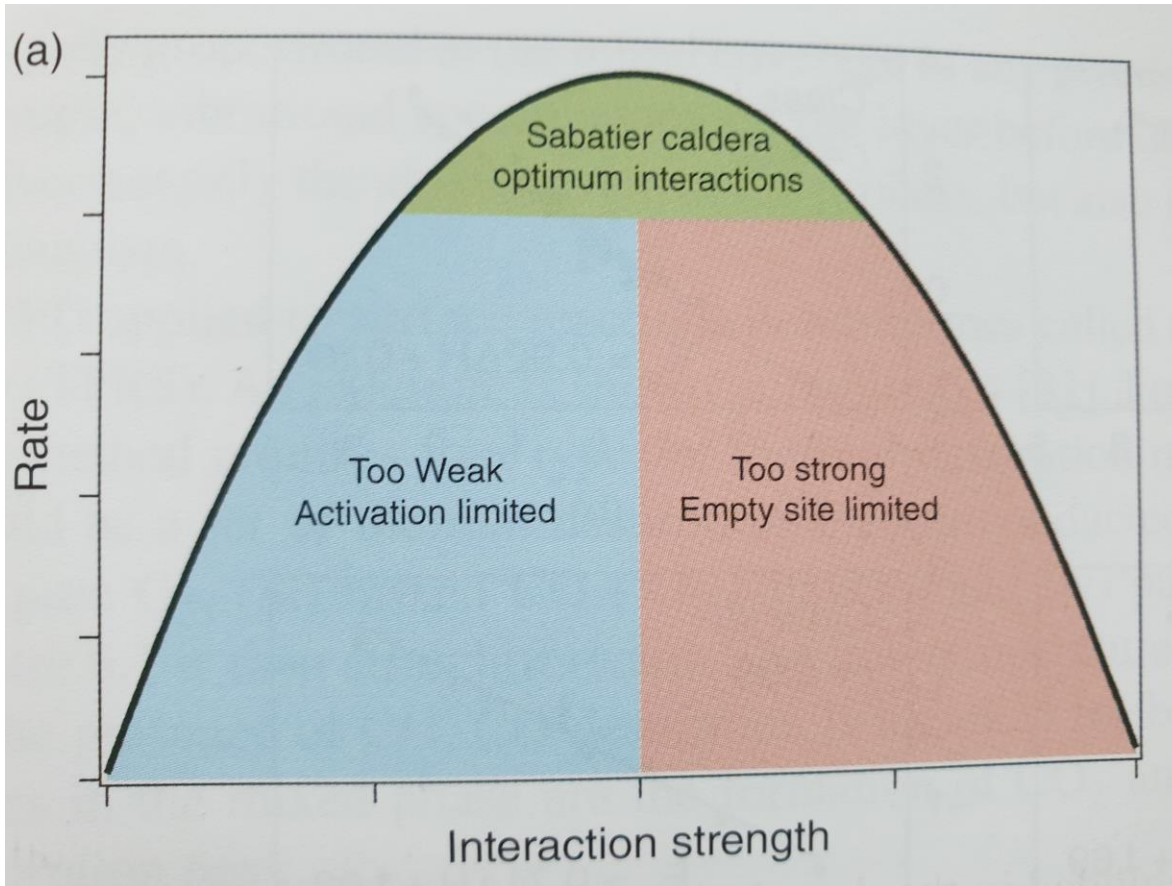 (a)
Sabatier caldera
optimum interactions
Too Weak
Activation limited
Too strong
Empty site limited
Rate
Interaction strength